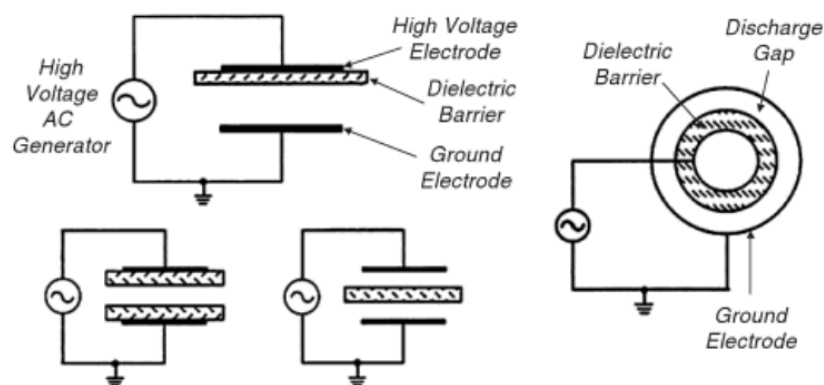 High Voltage
Electrode
High
Voltage
AC
Generator
Dielectric
Barrier
Ground
Electrode
Discharge
Gap
Dielectric
Barrier
Ground
Electrode